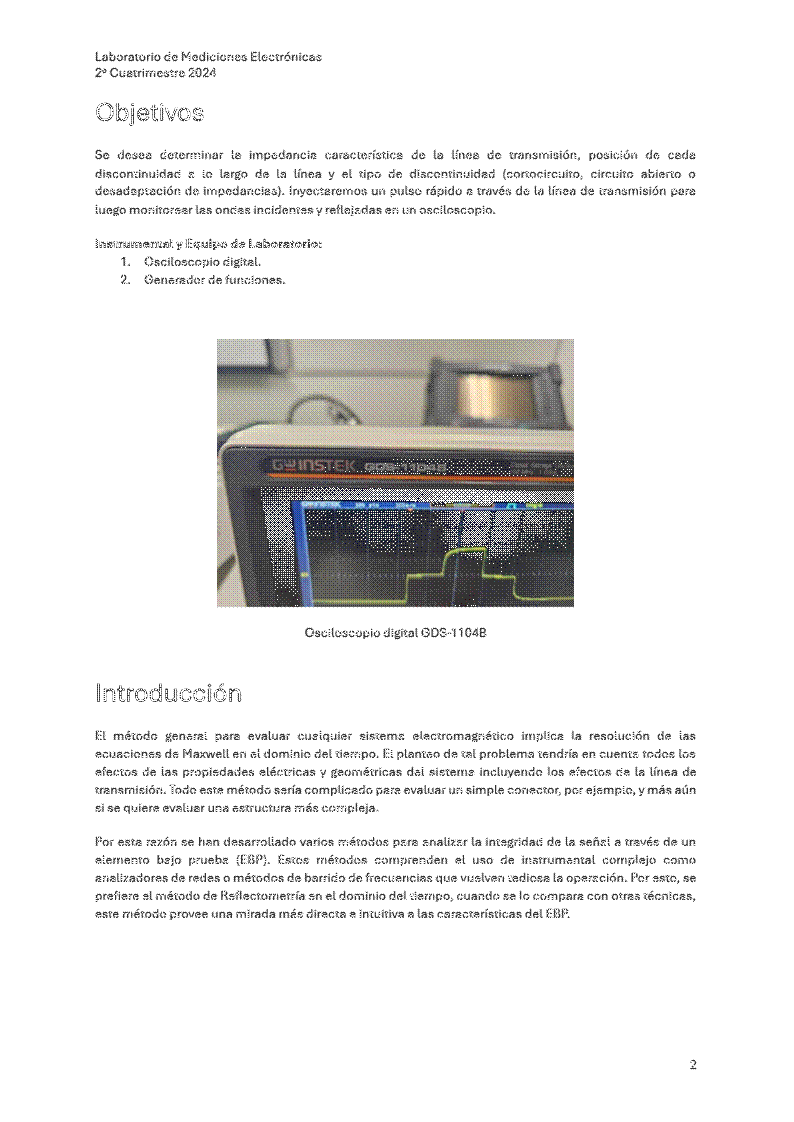 Laboratorio de Mediciones Electrónicas
2º Cuatrimestre 2024
Objetivos
Se desea determinar la impedancia característica de la línea de transmisión, posición de cada
discontinuidad a lo largo de la línea y el tipo de discontinuidad (cortocircuito, circuito abierto o
desadaptación de impedancias). Inyectaremos un pulso rápido a través de la línea de transmisión para
luego monitorear las ondas incidentes y reflejadas en un osciloscopio.
Instrumental y Equipo de Laboratorio:
1. Osciloscopio digital.
2. Generador de funciones.
GW INSTEK GDS-1104B
Osciloscopio digital GDS-1104B
Introducción
El método general para evaluar cualquier sistema electromagnético implica la resolución de las
ecuaciones de Maxwell en el dominio del tiempo. El planteo de tal problema tendría en cuenta todos los
efectos de las propiedades eléctricas y geométricas del sistema incluyendo los efectos de la línea de
transmisión. Todo este método sería complicado para evaluar un simple conector, por ejemplo, y más aún
si se quiere evaluar una estructura más compleja.
Por esta razón se han desarrollado varios métodos para analizar la integridad de la señal a través de un
elemento bajo prueba (EBP). Estos métodos comprenden el uso de instrumental complejo como
analizadores de redes o métodos de barrido de frecuencias que vuelven tediosa la operación. Por esto, se
prefiere el método de Reflectometría en el dominio del tiempo, cuando se lo compara con otras técnicas,
este método provee una mirada más directa e intuitiva a las características del EBP.
2